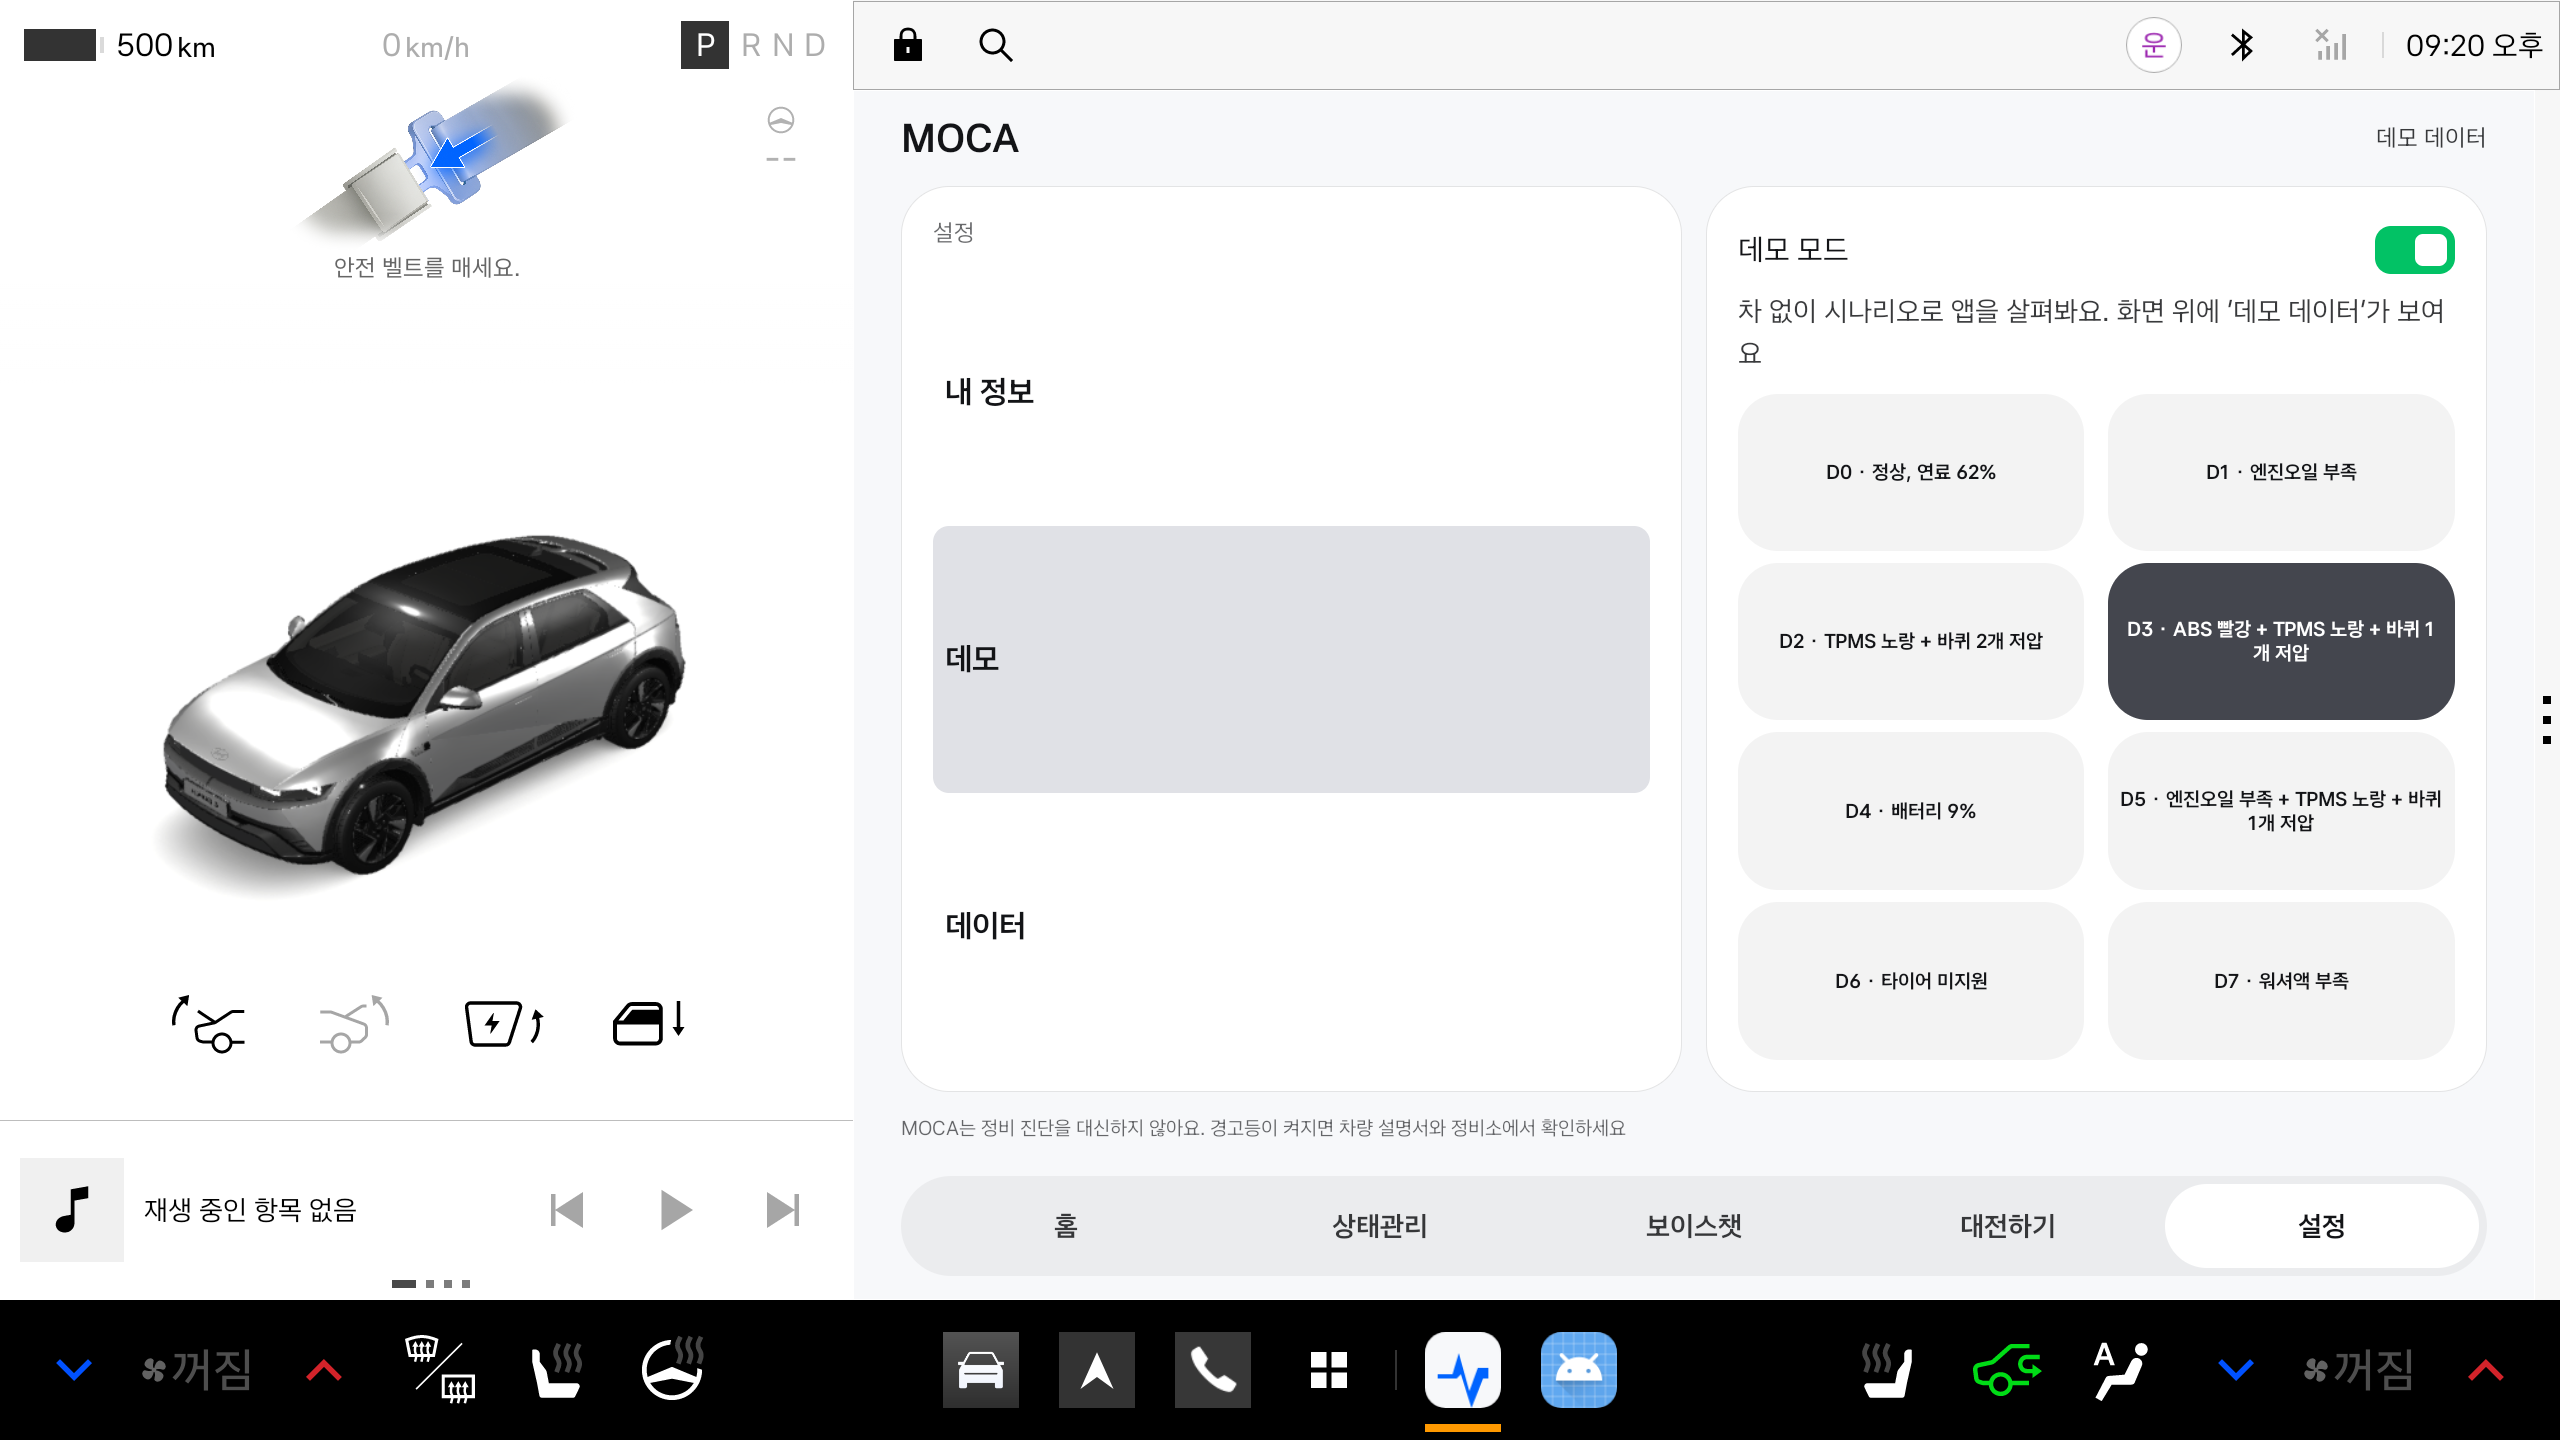 500 km
0 km/h
P R N D
운
09:20 오후
안전 벨트를 매세요.
재생 중인 항목 없음
MOCA
데모 데이터
설정
내 정보
데모
데이터
데모 모드
차 없이 시나리오로 앱을 살펴봐요. 화면 위에 '데모 데이터'가 보여
요
D0 · 정상, 연료 62%
D1 · 엔진오일 부족
D2 · TPMS 노랑 + 바퀴 2개 저압
D3 · ABS 빨강 + TPMS 노랑 + 바퀴 1
개 저압
D4 · 배터리 9%
D5 · 엔진오일 부족 + TPMS 노랑 + 바퀴
1개 저압
D6 · 타이어 미지원
D7 · 워셔액 부족
MOCA는 정비 진단을 대신하지 않아요. 경고등이 켜지면 차량 설명서와 정비소에서 확인하세요
홈
상태관리
보이스챗
대전하기
설정
꺼짐
A
꺼짐